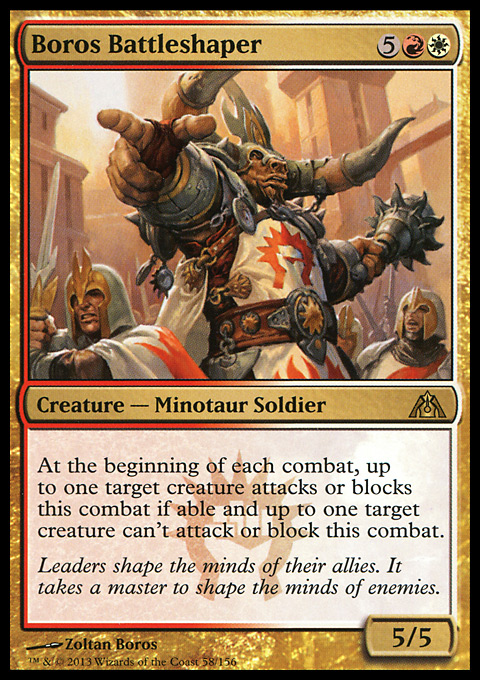 Boros Battleshaper 5
Creature — Minotaur Soldier
At the beginning of each combat, up
to one target creature attacks or blocks
this combat if able and up to one target
creature can't attack or block this combat.
Leaders shape the minds of their allies. It
takes a master to shape the minds of enemies.
5/5
Zoltan Boros
™ & © 2013 Wizards of the Coast 58/156